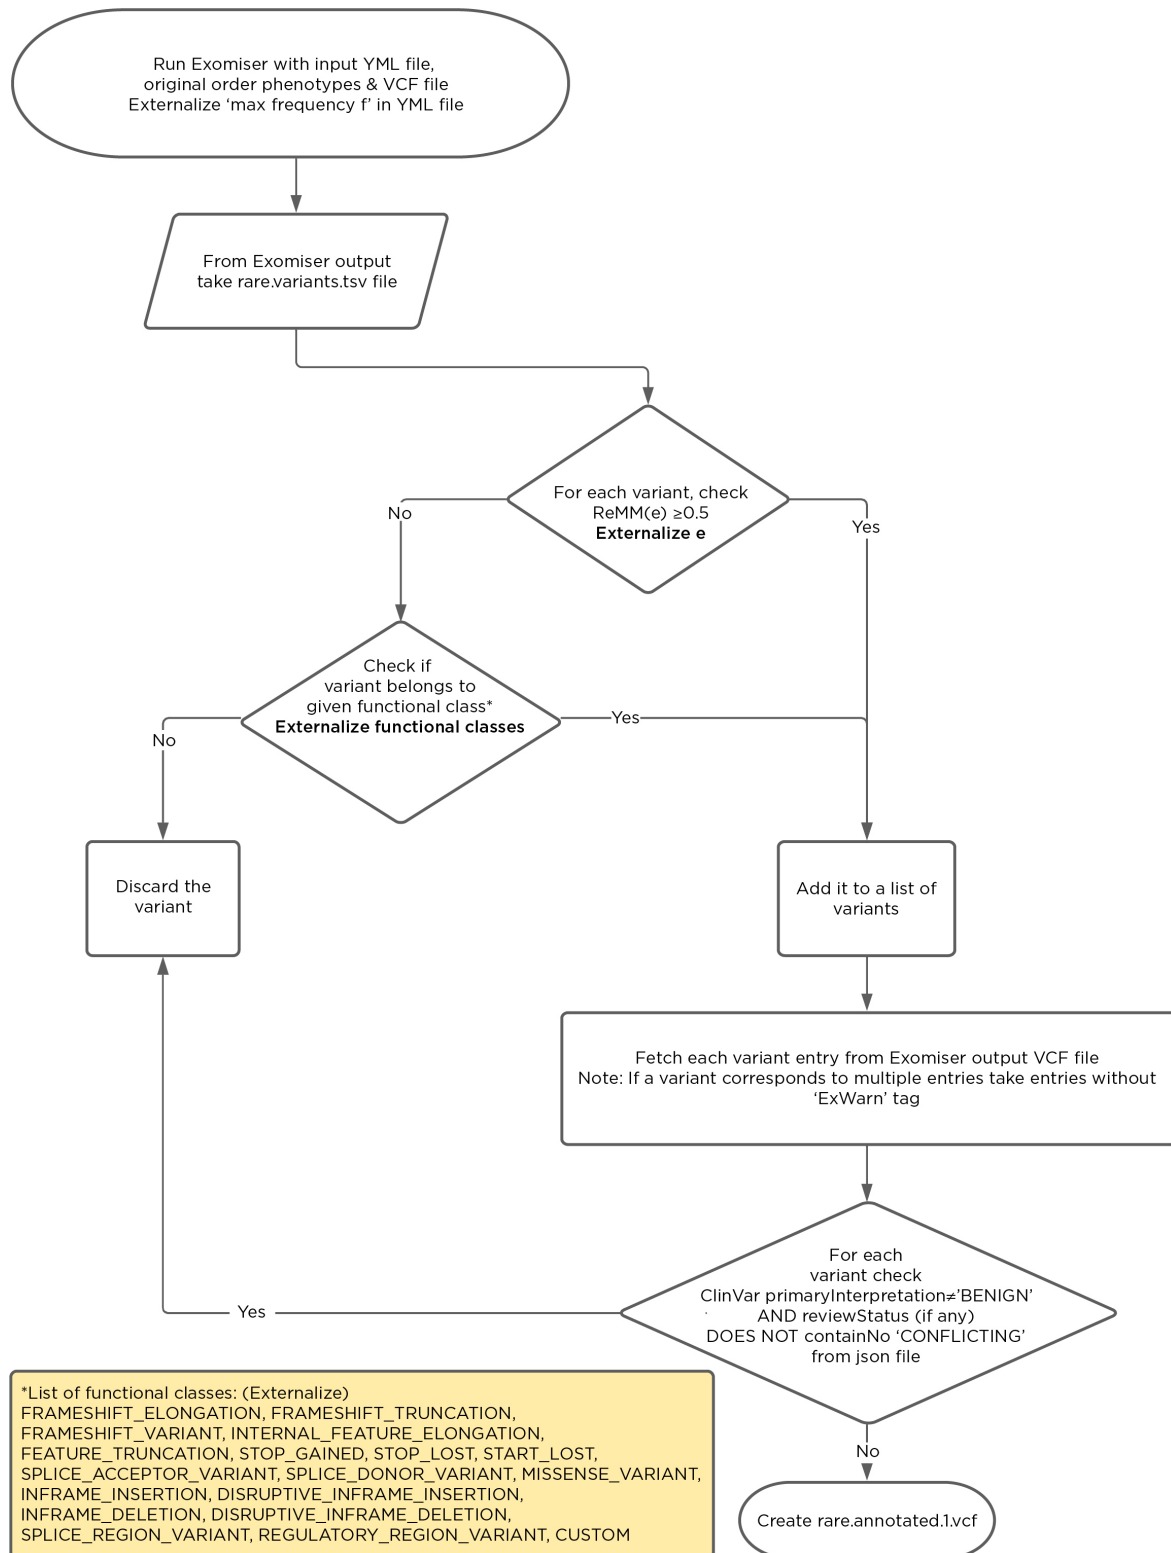 Run Exomiser with input YML file,
original order phenotypes & VCF file
Externalize ‘max frequency f’ in YML file
From Exomiser output
take rare.variants.tsv file
For each variant, check
ReMM(e) ≥0.5
Externalize e
No
Yes
Check if
variant belongs to
given functional class*
Externalize functional classes
Yes
No
Discard the
variant
Add it to a list of
variants
Fetch each variant entry from Exomiser output VCF file
Note: If a variant corresponds to multiple entries take entries without
‘ExWarn’ tag
For each
variant check
ClinVar primaryInterpretation≠’BENIGN’
AND reviewStatus (if any)
DOES NOT containNo ‘CONFLICTING’
from json file
Yes
No
Create rare.annotated.1.vcf
*List of functional classes: (Externalize)
FRAMESHIFT_ELONGATION, FRAMESHIFT_TRUNCATION,
FRAMESHIFT_VARIANT, INTERNAL_FEATURE_ELONGATION,
FEATURE_TRUNCATION, STOP_GAINED, STOP_LOST, START_LOST,
SPLICE_ACCEPTOR_VARIANT, SPLICE_DONOR_VARIANT, MISSENSE_VARIANT,
INFRAME_INSERTION, DISRUPTIVE_INFRAME_INSERTION,
INFRAME_DELETION, DISRUPTIVE_INFRAME_DELETION,
SPLICE_REGION_VARIANT, REGULATORY_REGION_VARIANT, CUSTOM